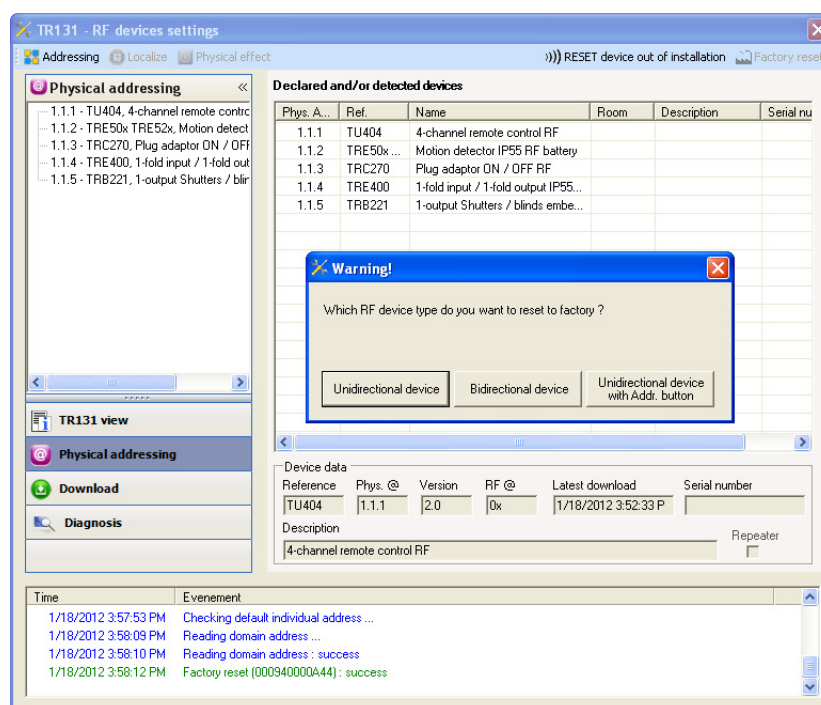 TR131 - RF devices settings
Addressing Localize Physical effect ))) RESET device out of installation Factory reset
Physical addressing «
1.1.1 - TU404, 4-channel remote contrc
1.1.2 - TRE50x TRE52x, Motion detect
1.1.3 - TRC270, Plug adaptor ON / OFF
1.1.4 - TRE400, 1-fold input / 1-fold out
1.1.5 - TRB221, 1-output Shutters / blir
Declared and/or detected devices
Phys. A... Ref. Name Room Description Serial nu
1.1.1 TU404 4-channel remote control RF
1.1.2 TRE50x ... Motion detector IP55 RF battery
1.1.3 TRC270 Plug adaptor ON / OFF RF
1.1.4 TRE400 1-fold input / 1-fold output IP55...
1.1.5 TRB221 1-output Shutters / blinds embe...
Warning!
Which RF device type do you want to reset to factory ?
Unidirectional device
Bidirectional device
Unidirectional device
with Addr. button
TR131 view
Physical addressing
Download
Diagnosis
Device data
Reference Phys. @ Version RF @ Latest download Serial number
TU404 1.1.1 2.0 0x 1/18/2012 3:52:33 P
Description
4-channel remote control RF
Repeater
Time Evenement
1/18/2012 3:57:53 PM Checking default individual address ...
1/18/2012 3:58:09 PM Reading domain address ...
1/18/2012 3:58:10 PM Reading domain address : success
1/18/2012 3:58:12 PM Factory reset (000940000A44) : success